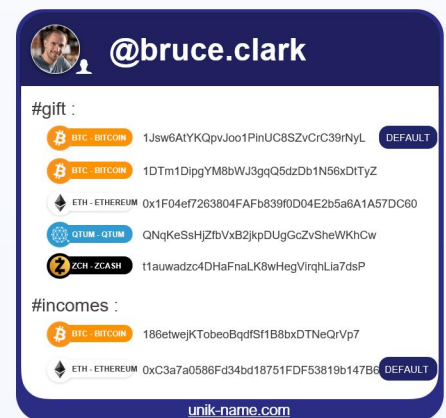 @bruce.clark
#gift :
BTC - BITCOIN 1Jsw6AtYKQpvJoo1PinUC8SZvCrC39rNyL DEFAULT
BTC - BITCOIN 1DTm1DipgYM8bWJ3gqQ5dzDb1N56xDtTyZ
ETH - ETHEREUM 0x1F04ef7263804FAFb839f0D04E2b5a6A1A57DC60
QTUM - QTUM QNqKeSsHjZfbVxB2jkpDUgGcZvSheWKhCw
ZCH - ZCASH t1auwadzc4DHaFnaLK8wHegVirqhLia7dsP
#incomes :
BTC - BITCOIN 186etwejKTobeoBqdfSf1B8bxDTNeQrVp7
ETH - ETHEREUM 0xC3a7a0586Fd34bd18751FDF53819b147B6 DEFAULT
unik-name.com